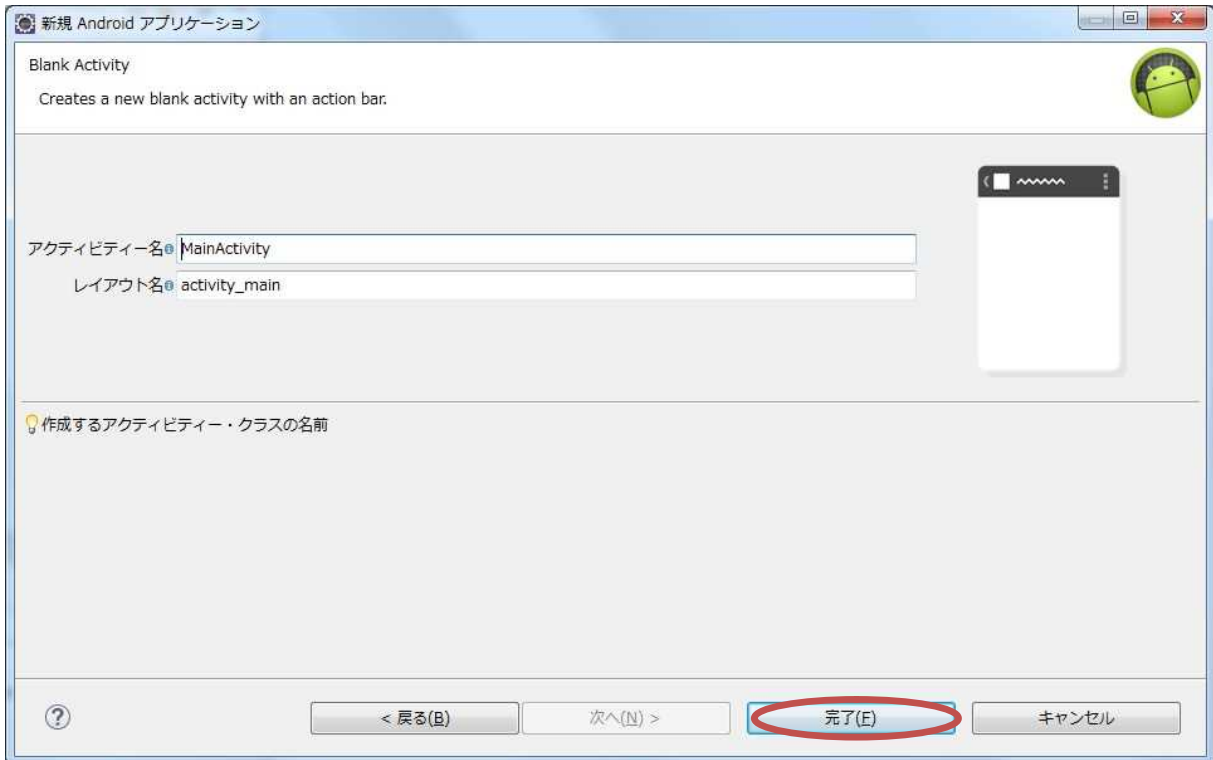 新規 Android アプリケーション
Blank Activity
Creates a new blank activity with an action bar.
アクティビティー名 MainActivity
レイアウト名 activity_main
作成するアクティビティー・クラスの名前
< 戻る(B)
次へ(N) >
完了(F)
キャンセル